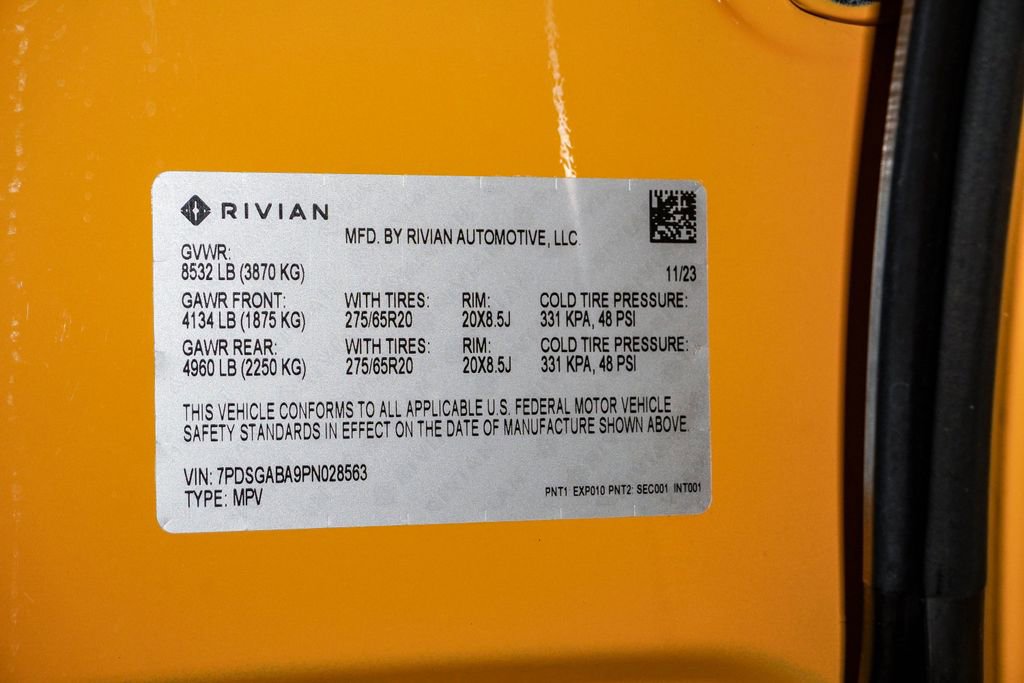 RIVIAN
MFD. BY RIVIAN AUTOMOTIVE, LLC
GVWR:
8532 LB (3870 KG)
11/23
GAWR FRONT: WITH TIRES: RIM: COLD TIRE PRESSURE:
4134 LB (1875 KG) 275/65R20 20X8.5J 331 KPA, 48 PSI
GAWR REAR: WITH TIRES: RIM: COLD TIRE PRESSURE:
4960 LB (2250 KG) 275/65R20 20X8.5J 331 KPA, 48 PSI
THIS VEHICLE CONFORMS TO ALL APPLICABLE U.S. FEDERAL MOTOR VEHICLE
SAFETY STANDARDS IN EFFECT ON THE DATE OF MANUFACTURE SHOWN ABOVE.
VIN: 7PDSGABA9PN028563
TYPE: MPV
PNT1: EXP010 PNT2: SEC001 INT001